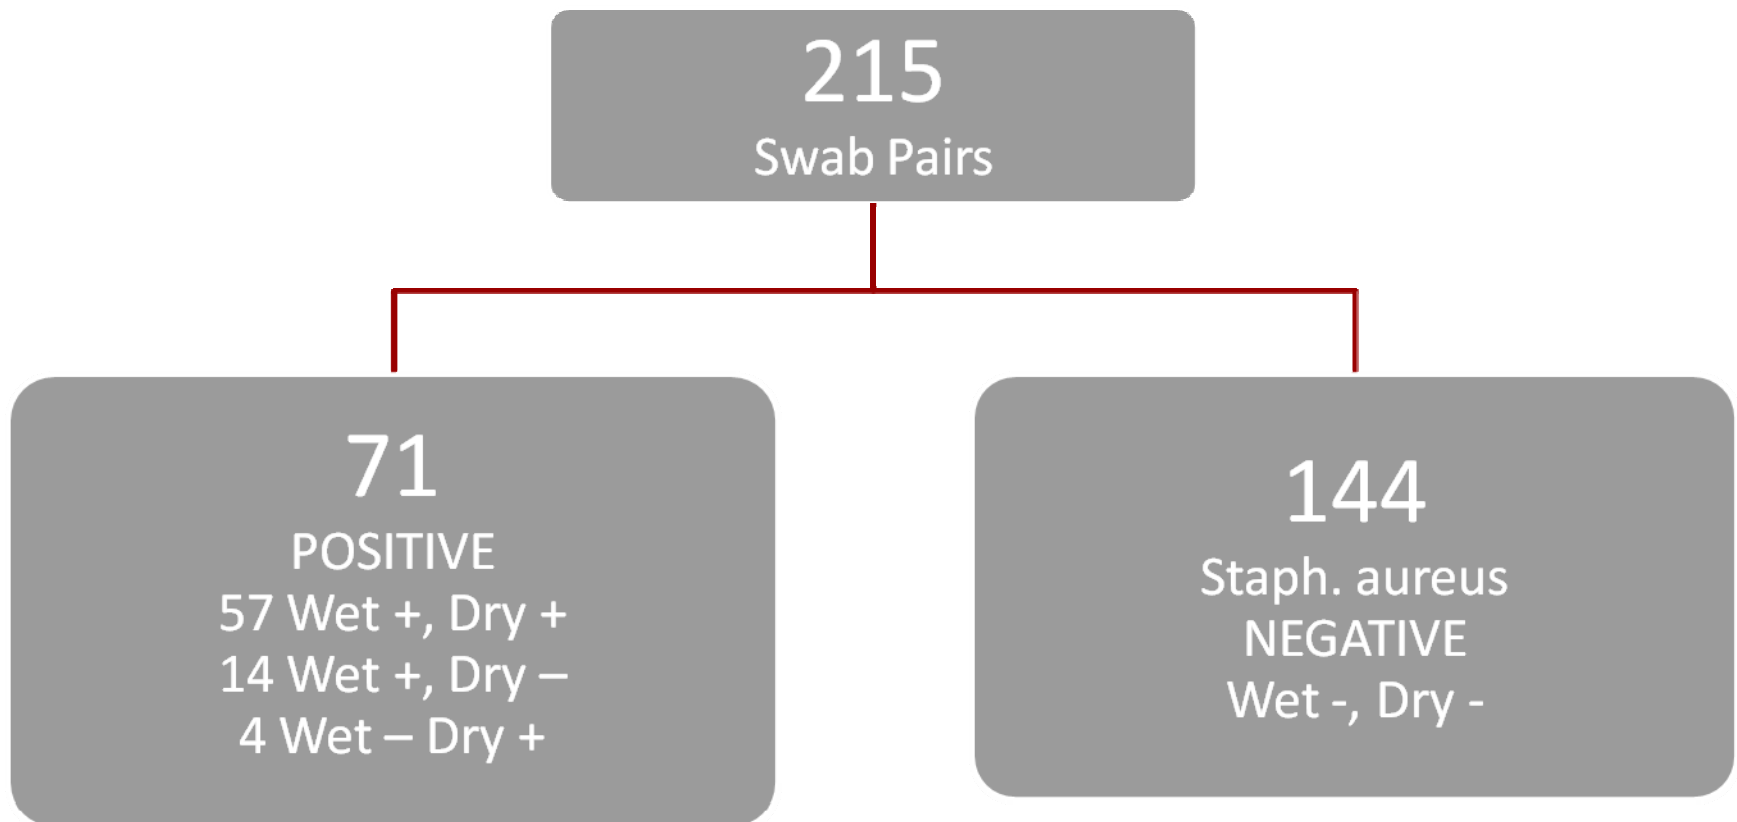 215
Swab Pairs
71
POSITIVE
57 Wet +, Dry +
14 Wet +, Dry –
4 Wet – Dry +
144
Staph. aureus
NEGATIVE
Wet -, Dry -